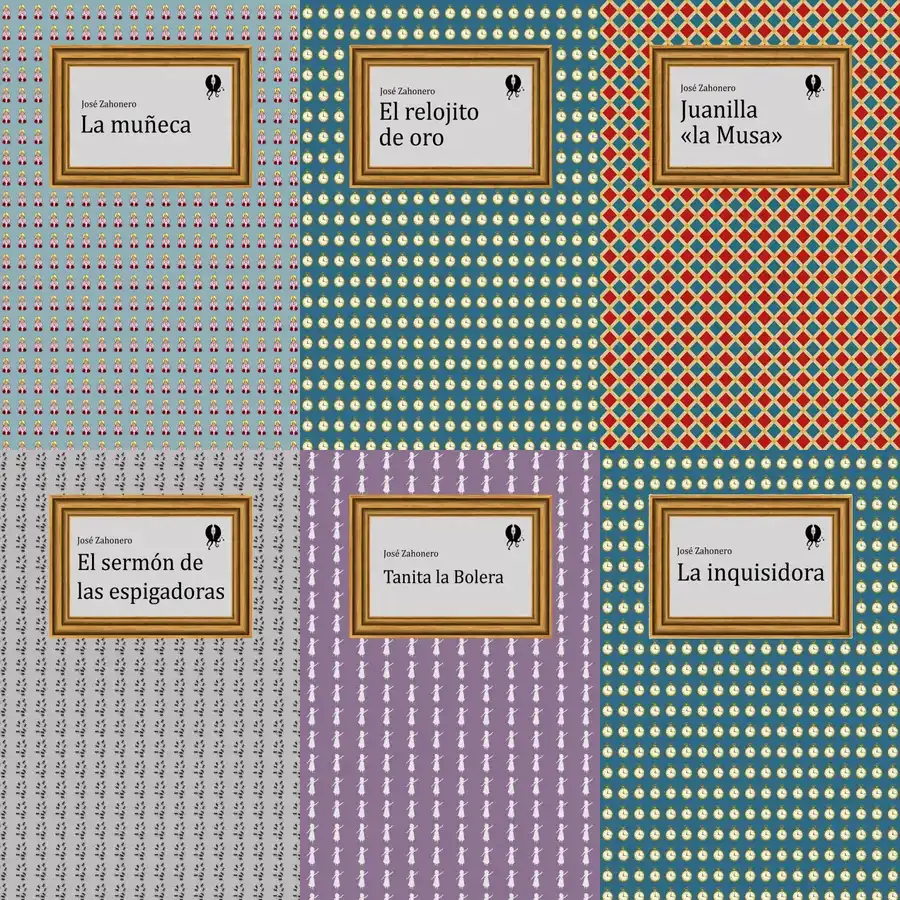 José Zahonero
La muñeca
José Zahonero
El relojito
de oro
José Zahonero
Juanilla
«la Musa»
José Zahonero
El sermón de
las espigadoras
José Zahonero
Tanita la Bolera
José Zahonero
La inquisidora